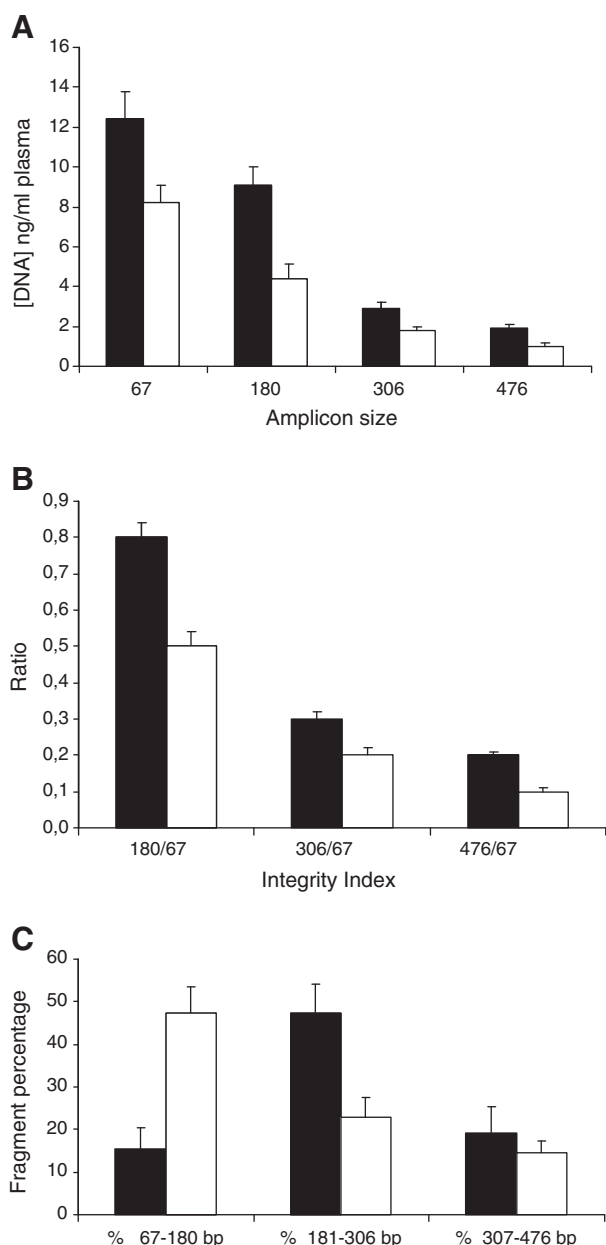 A
16
14
12
10
8
6
4
2
0
[DNA] ng/ml plasma
67 180 306 476
Amplicon size
B
0,9
0,8
0,7
0,6
0,5
0,4
0,3
0,2
0,1
0,0
Ratio
180/67 306/67 476/67
Integrity Index
C
60
50
40
30
20
10
0
Fragment percentage
% 67-180 bp % 181-306 bp % 307-476 bp